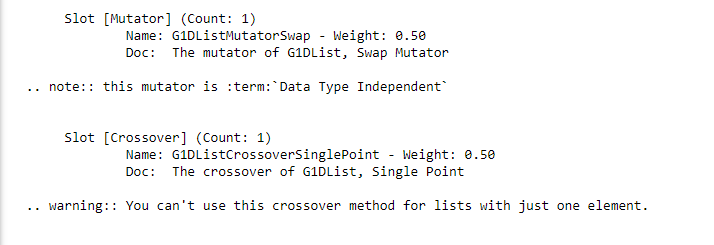 Slot [Mutator] (Count: 1)
Name: G1DListMutatorSwap - Weight: 0.50
Doc: The mutator of G1DList, Swap Mutator
.. note:: this mutator is :term:`Data Type Independent`
Slot [Crossover] (Count: 1)
Name: G1DListCrossoverSinglePoint - Weight: 0.50
Doc: The crossover of G1DList, Single Point
.. warning:: You can't use this crossover method for lists with just one element.